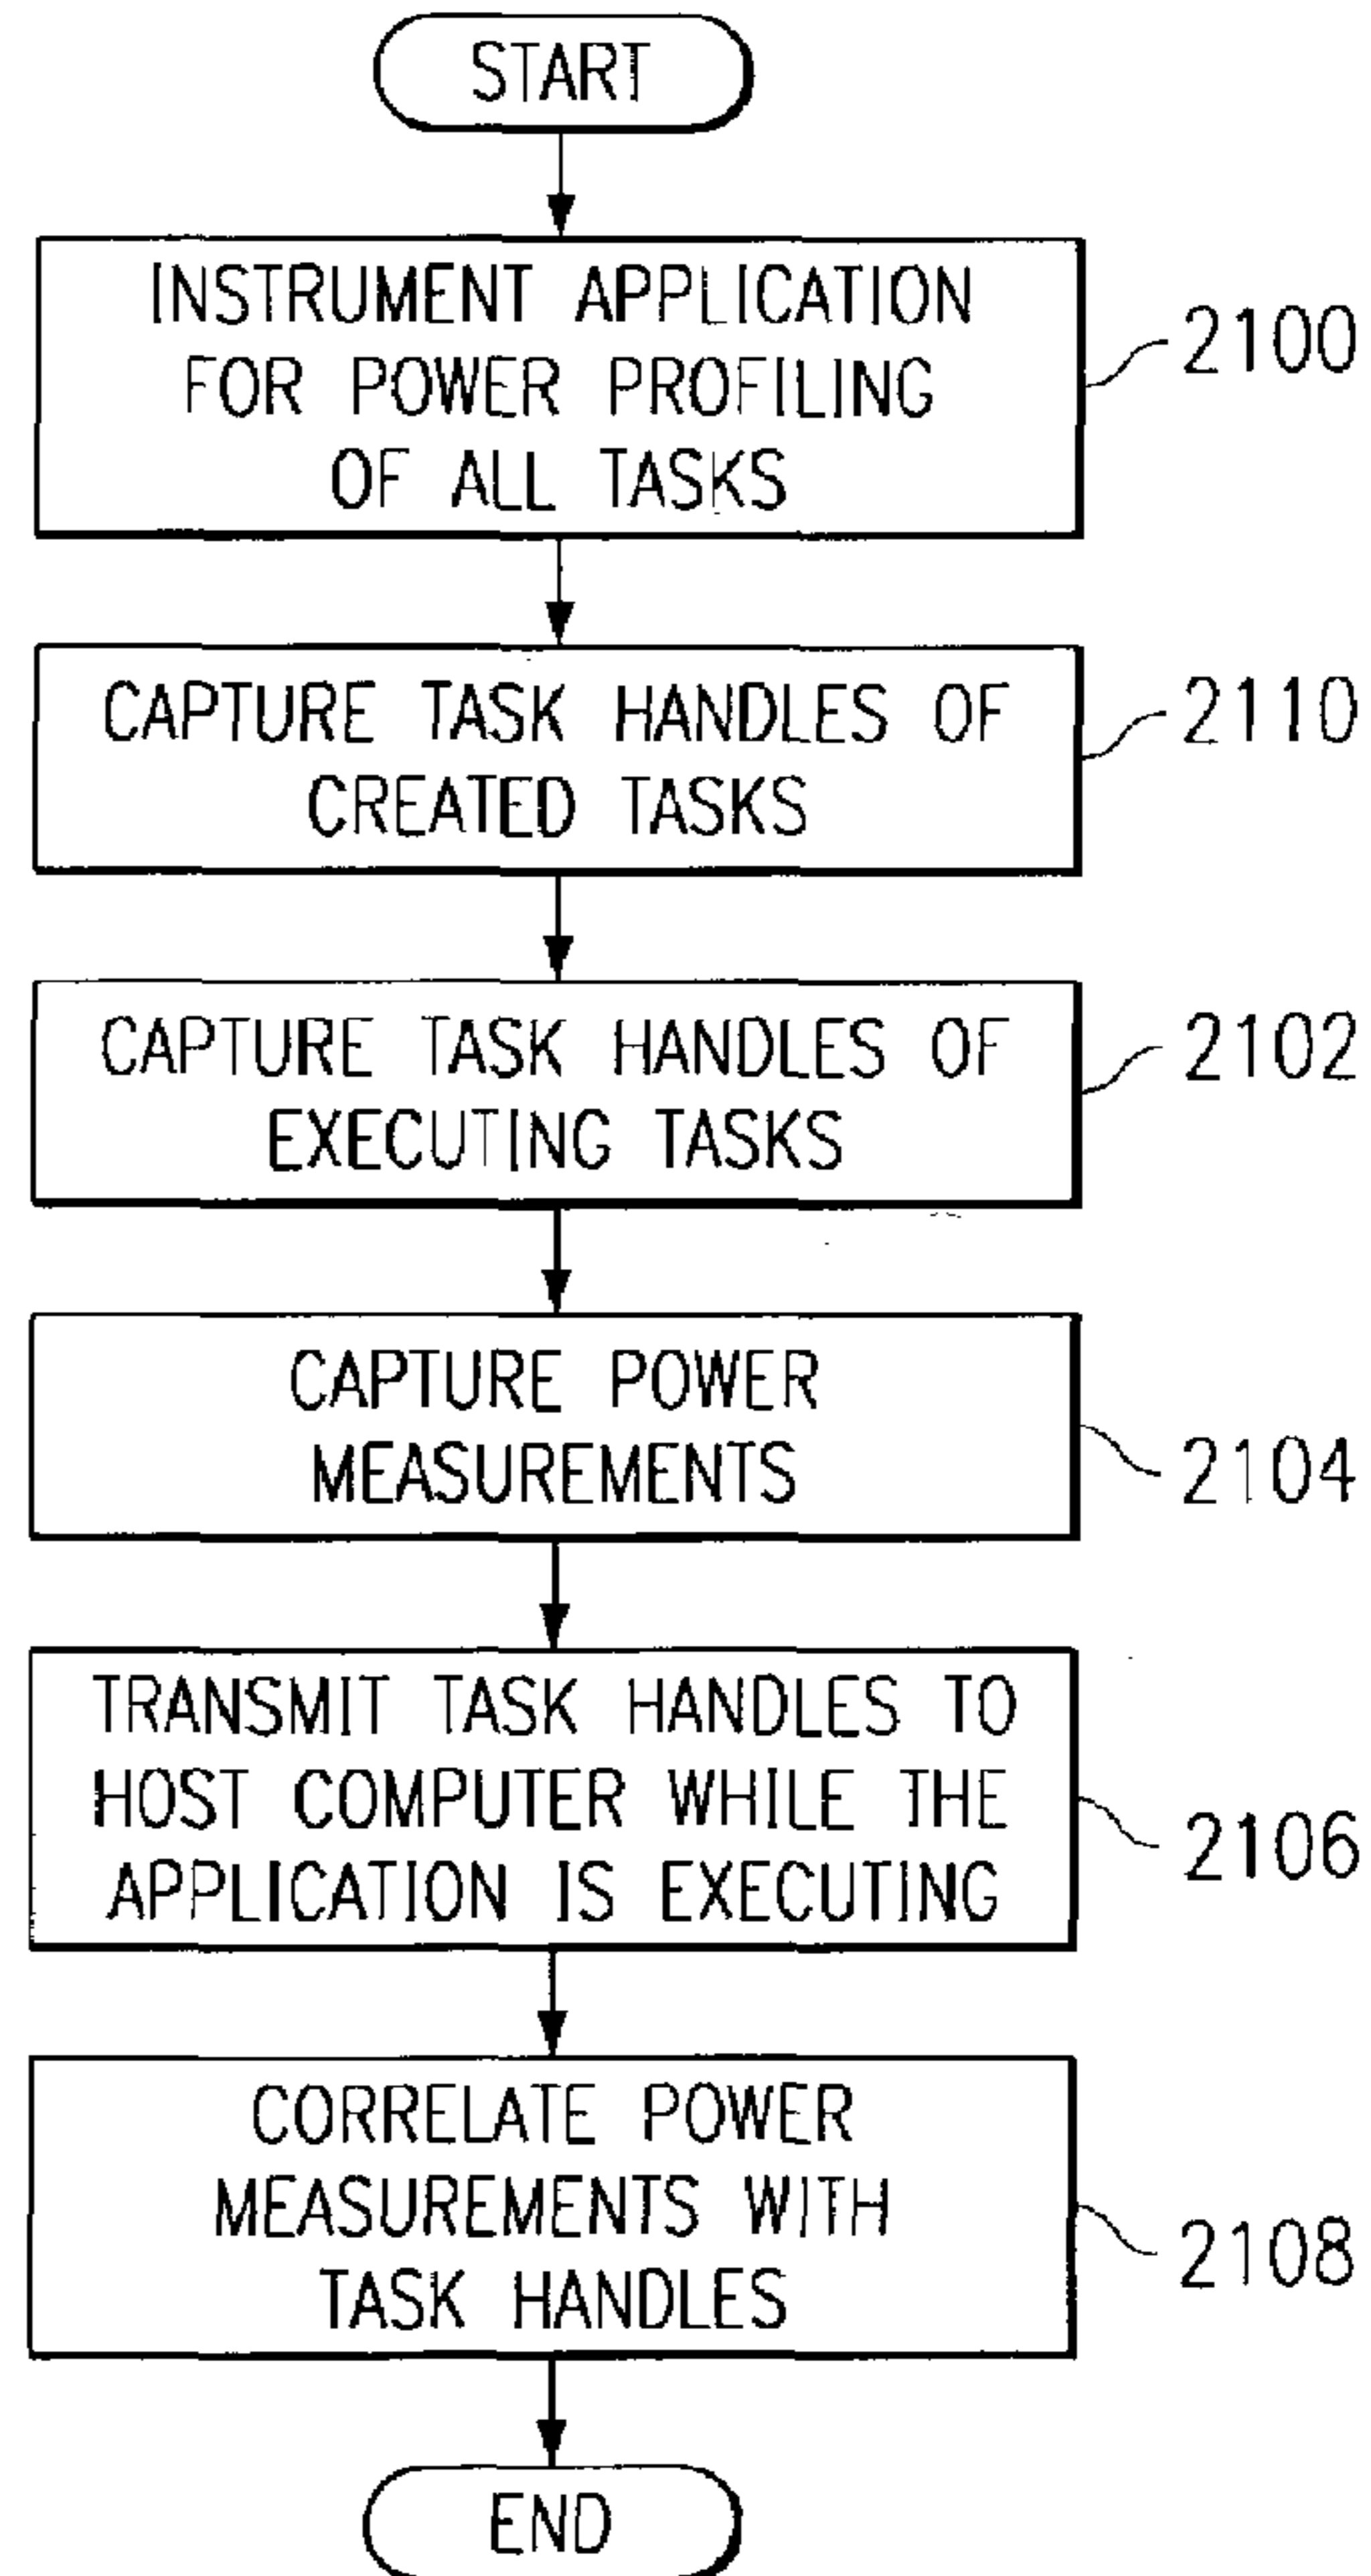 START
INSTRUMENT APPLICATION
FOR POWER PROFILING
OF ALL TASKS
2100
CAPTURE TASK HANDLES OF
CREATED TASKS
2110
CAPTURE TASK HANDLES OF
EXECUTING TASKS
2102
CAPTURE POWER
MEASUREMENTS
2104
TRANSMIT TASK HANDLES TO
HOST COMPUTER WHILE THE
APPLICATION IS EXECUTING
2106
CORRELATE POWER
MEASUREMENTS WITH
TASK HANDLES
2108
END